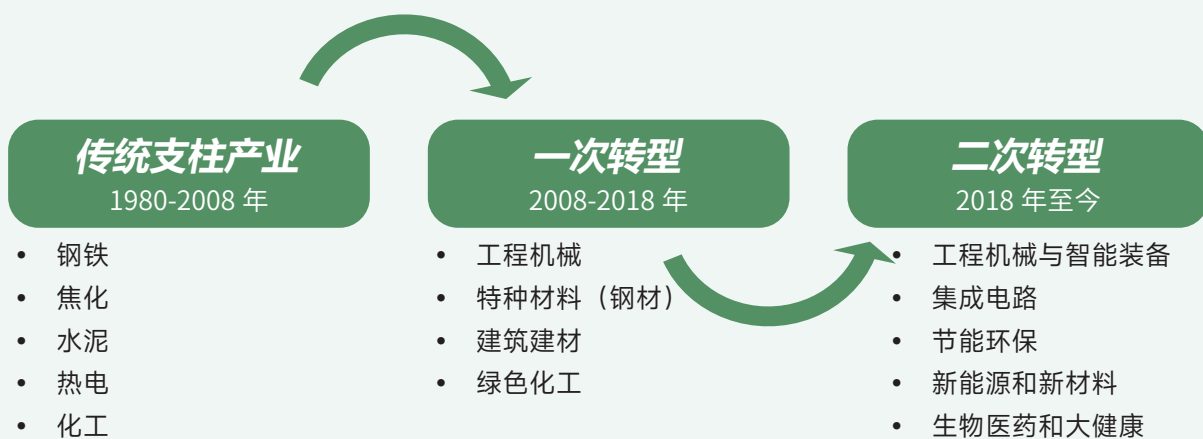 传统支柱产业
1980-2008 年
• 钢铁
• 焦化
• 水泥
• 热电
• 化工
一次转型
2008-2018 年
• 工程机械
• 特种材料（钢材）
• 建筑建材
• 绿色化工
二次转型
2018 年至今
• 工程机械与智能装备
• 集成电路
• 节能环保
• 新能源和新材料
• 生物医药和大健康